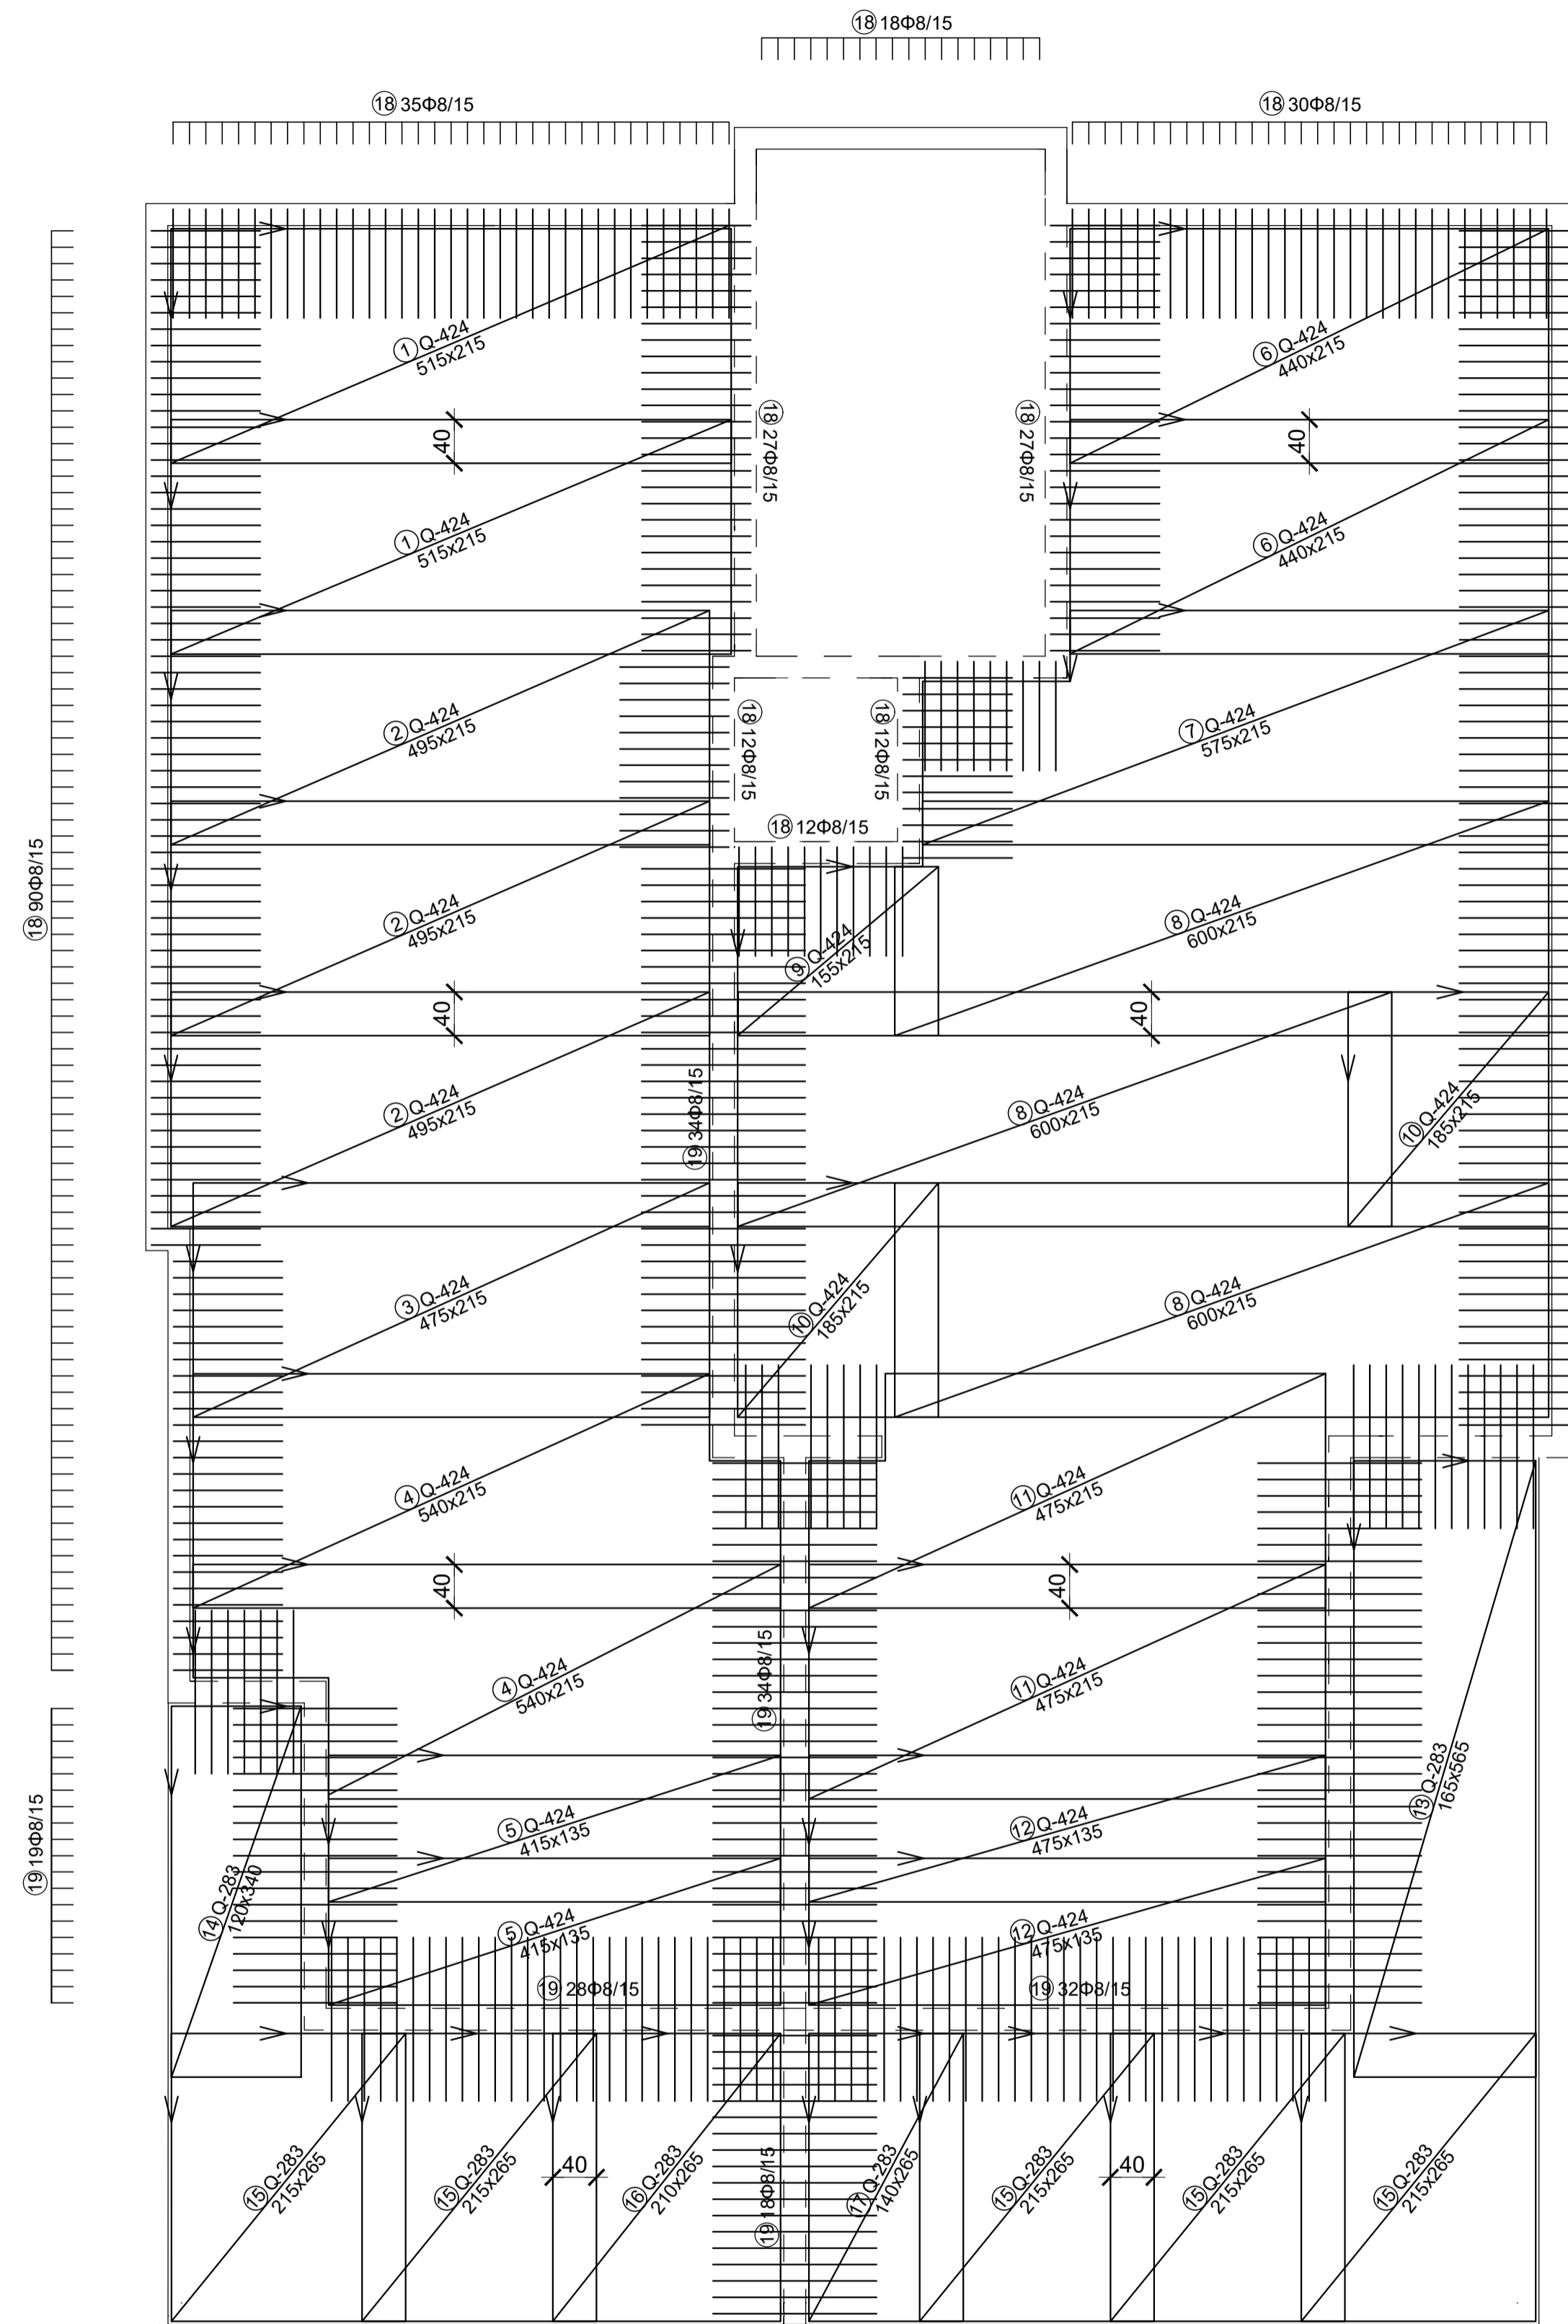 18 18Φ8/15
18 35Φ8/15
18 30Φ8/15
1 Q-424
515x215
6 Q-424
440x215
40
18 27Φ8/15
18 27Φ8/15
40
1 Q-424
515x215
6 Q-424
440x215
2 Q-424
495x215
18 12Φ8/15
18 12Φ8/15
7 Q-424
575x215
18 12Φ8/15
18 90Φ8/15
2 Q-424
495x215
9 Q-424
155x215
8 Q-424
600x215
40
40
2 Q-424
495x215
19 34Φ8/15
8 Q-424
600x215
10 Q-424
185x215
3 Q-424
475x215
10 Q-424
185x215
8 Q-424
600x215
4 Q-424
540x215
11 Q-424
475x215
40
40
4 Q-424
540x215
19 34Φ8/15
11 Q-424
475x215
13 Q-283
165x565
19 19Φ8/15
5 Q-424
415x135
12 Q-424
475x135
14 Q-283
120x340
5 Q-424
415x135
12 Q-424
475x135
19 28Φ8/15
19 32Φ8/15
15 Q-283
215x265
15 Q-283
215x265
40
16 Q-283
210x265
19 18Φ8/15
17 Q-283
140x265
15 Q-283
215x265
40
15 Q-283
215x265
15 Q-283
215x265